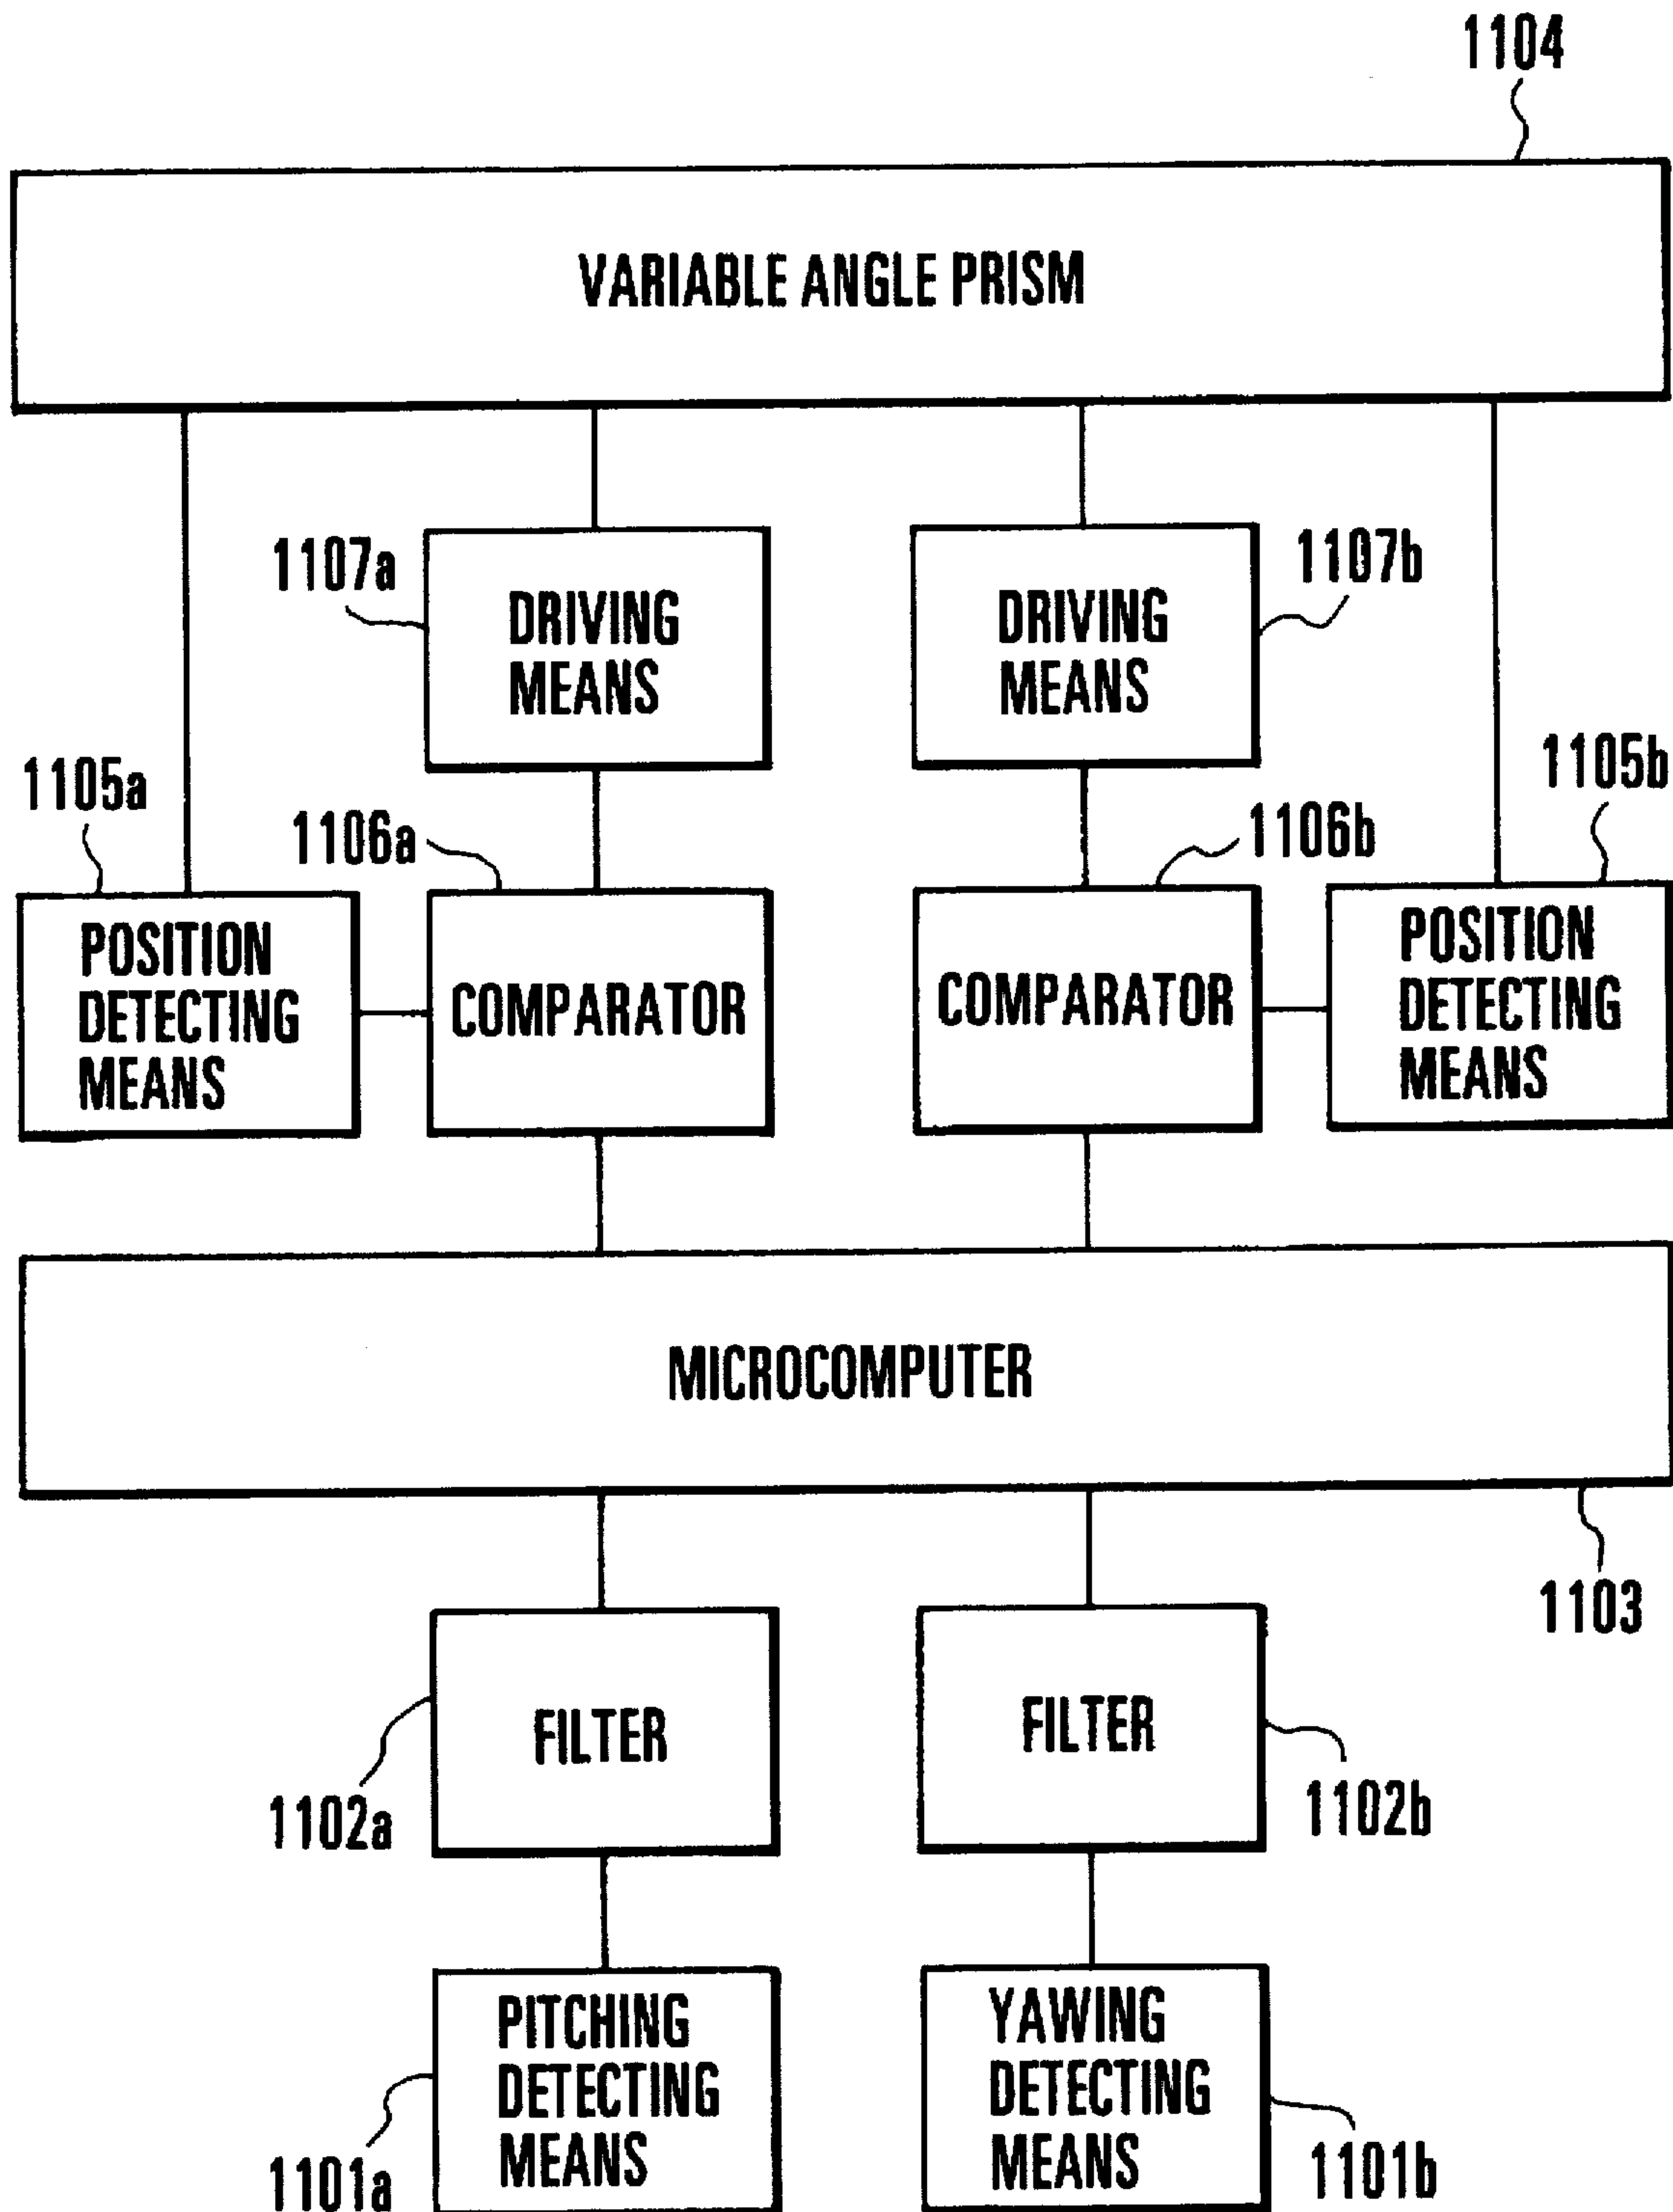 1104
VARIABLE ANGLE PRISM
1107a
DRIVING
MEANS
DRIVING
MEANS
1107b
1105a
1106a
1106b
1105b
POSITION
DETECTING
MEANS
COMPARATOR
COMPARATOR
POSITION
DETECTING
MEANS
MICROCOMPUTER
1103
FILTER
FILTER
1102a
1102b
PITCHING
DETECTING
MEANS
YAWING
DETECTING
MEANS
1101a
1101b